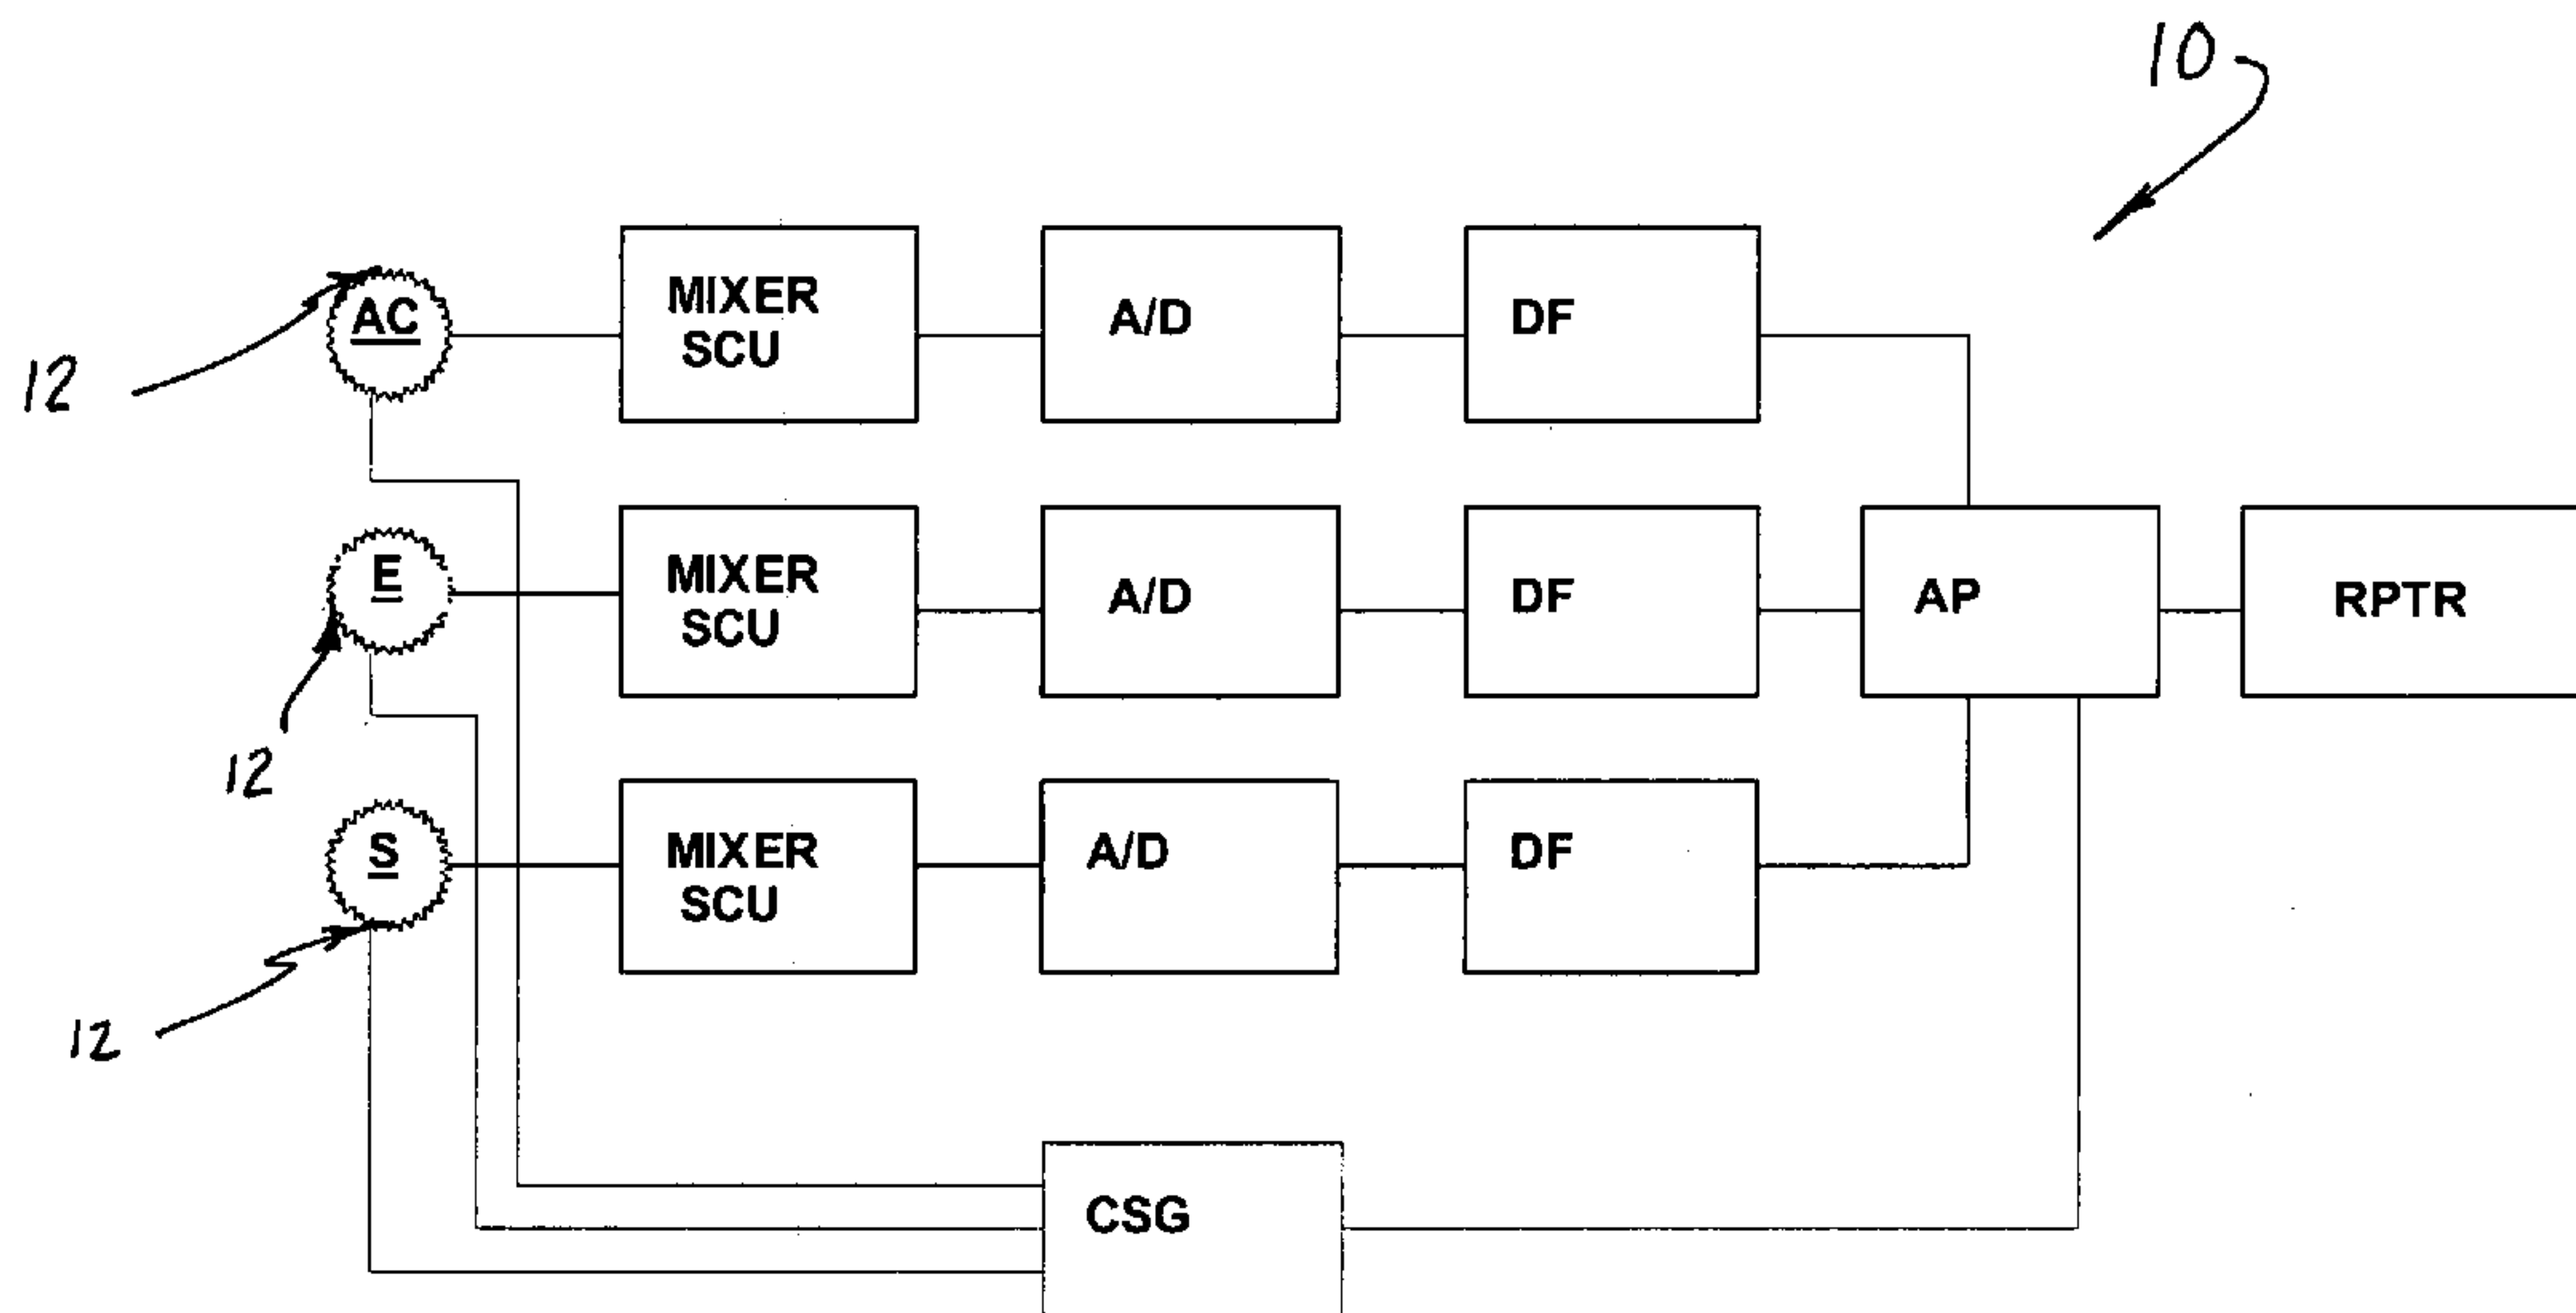 10
12
AC
MIXER
SCU
A/D
DF
E
MIXER
SCU
A/D
DF
AP
RPTR
12
S
MIXER
SCU
A/D
DF
12
CSG